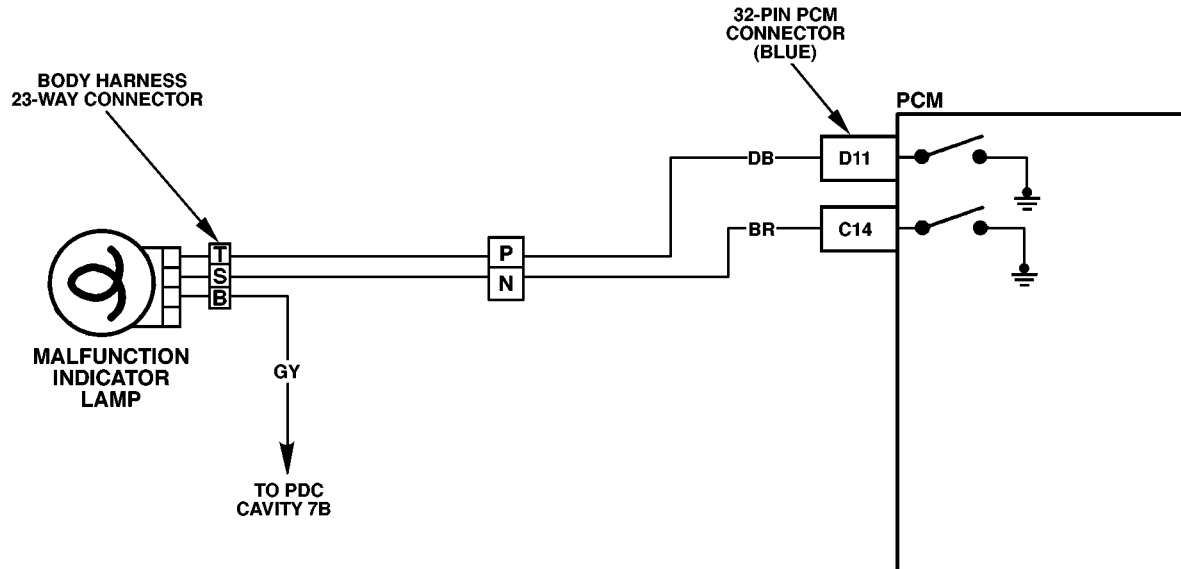 32-PIN PCM
CONNECTOR
(BLUE)
BODY HARNESS
23-WAY CONNECTOR
PCM
DB
D11
BR
C14
T
S
B
P
N
MALFUNCTION
INDICATOR
LAMP
GY
TO PDC
CAVITY 7B